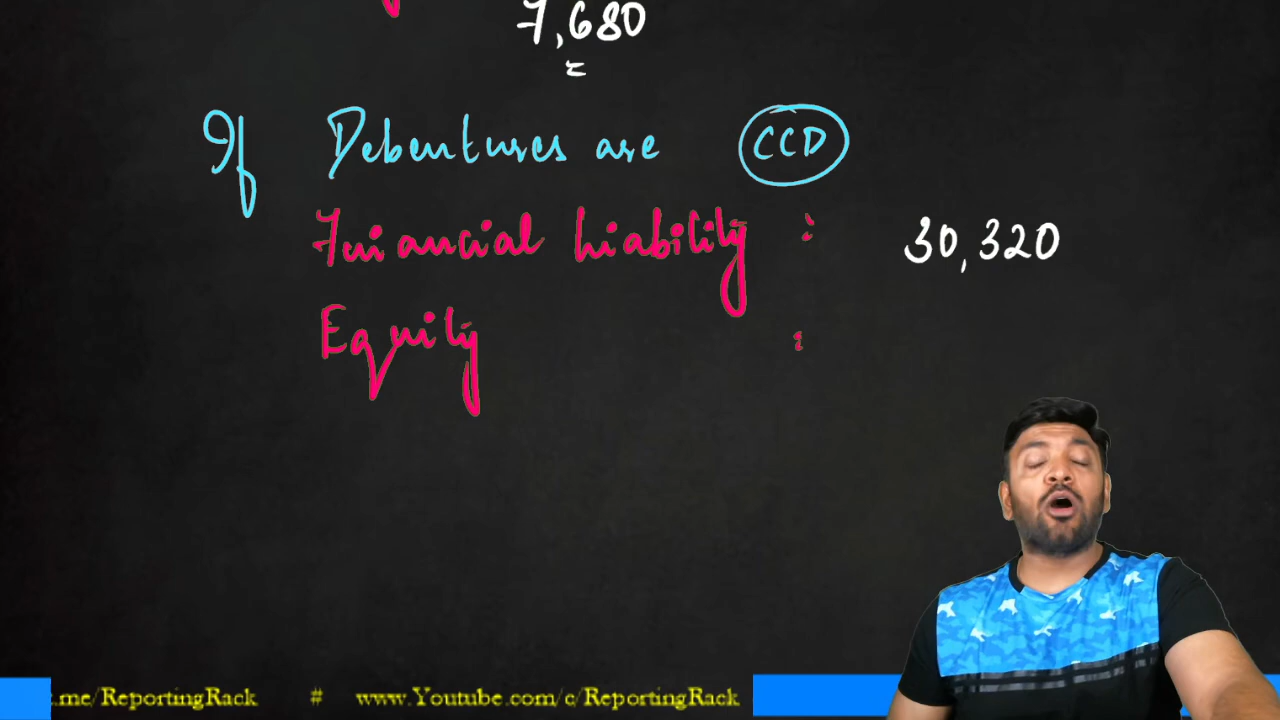 7,680
If Debentures are CCD
Financial Liability : 30,320
Equity :
.me/ReportingRack # www.Youtube.com/c/ReportingRack